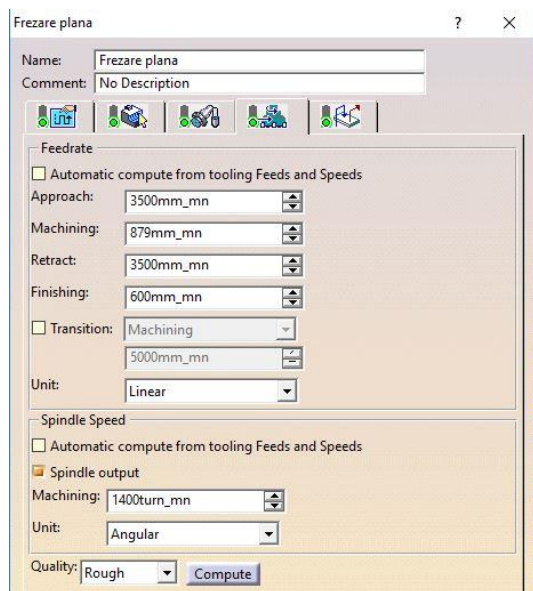 Frezare plana ? ×
Name: Frezare plana
Comment: No Description
Feedrate
Automatic compute from tooling Feeds and Speeds
Approach: 3500mm_mn
Machining: 879mm_mn
Retract: 3500mm_mn
Finishing: 600mm_mn
Transition: Machining
5000mm_mn
Unit: Linear
Spindle Speed
Automatic compute from tooling Feeds and Speeds
Spindle output
Machining: 1400turn_mn
Unit: Angular
Quality: Rough Compute